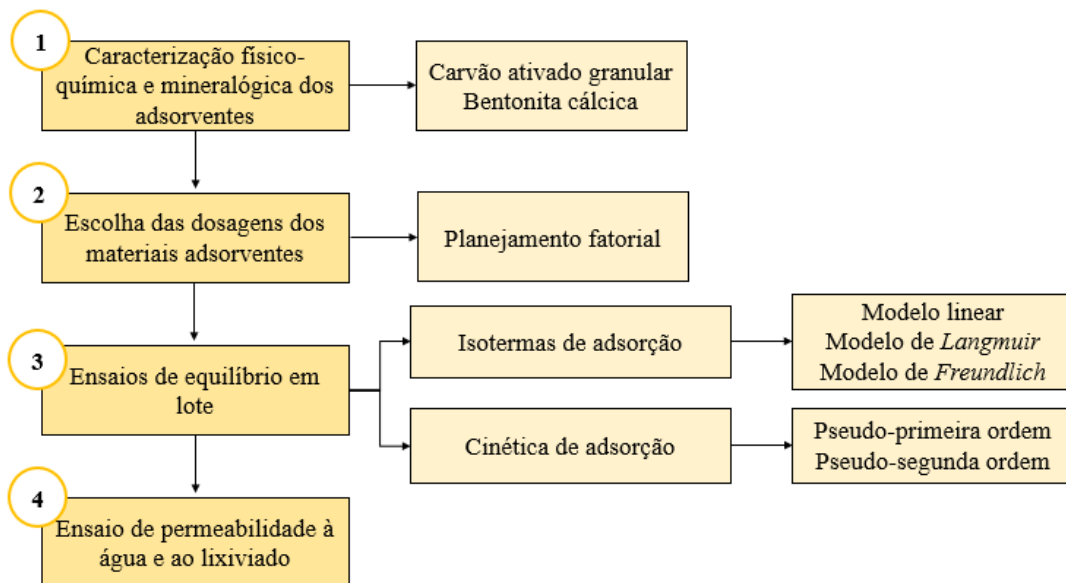 1
Caracterização físico-
química e mineralógica dos
adsorventes
Carvão ativado granular
Bentonita cálcica
2
Escolha das dosagens dos
materiais adsorventes
Planejamento fatorial
3
Ensaios de equilíbrio em
lote
Isotermas de adsorção
Modelo linear
Modelo de Langmuir
Modelo de Freundlich
Cinética de adsorção
Pseudo-primeira ordem
Pseudo-segunda ordem
4
Ensaio de permeabilidade à
água e ao lixiviado